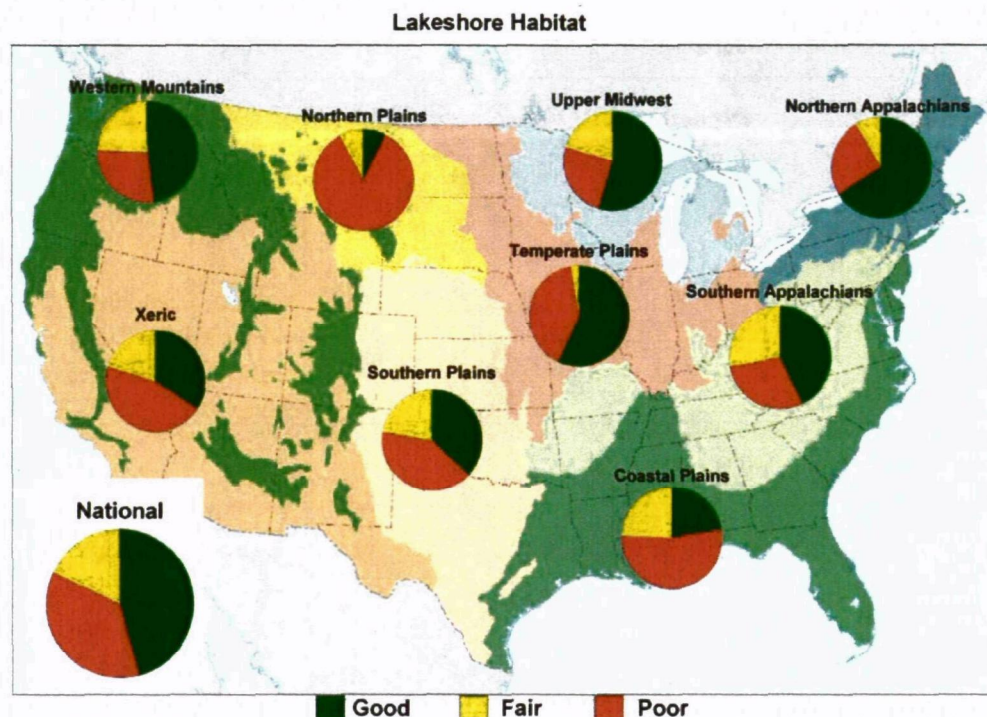 Lakeshore Habitat
Western Mountains
Northern Plains
Upper Midwest
Northern Appalachians
Temperate Plains
Southern Appalachians
Xeric
Southern Plains
Coastal Plains
National
Good Fair Poor